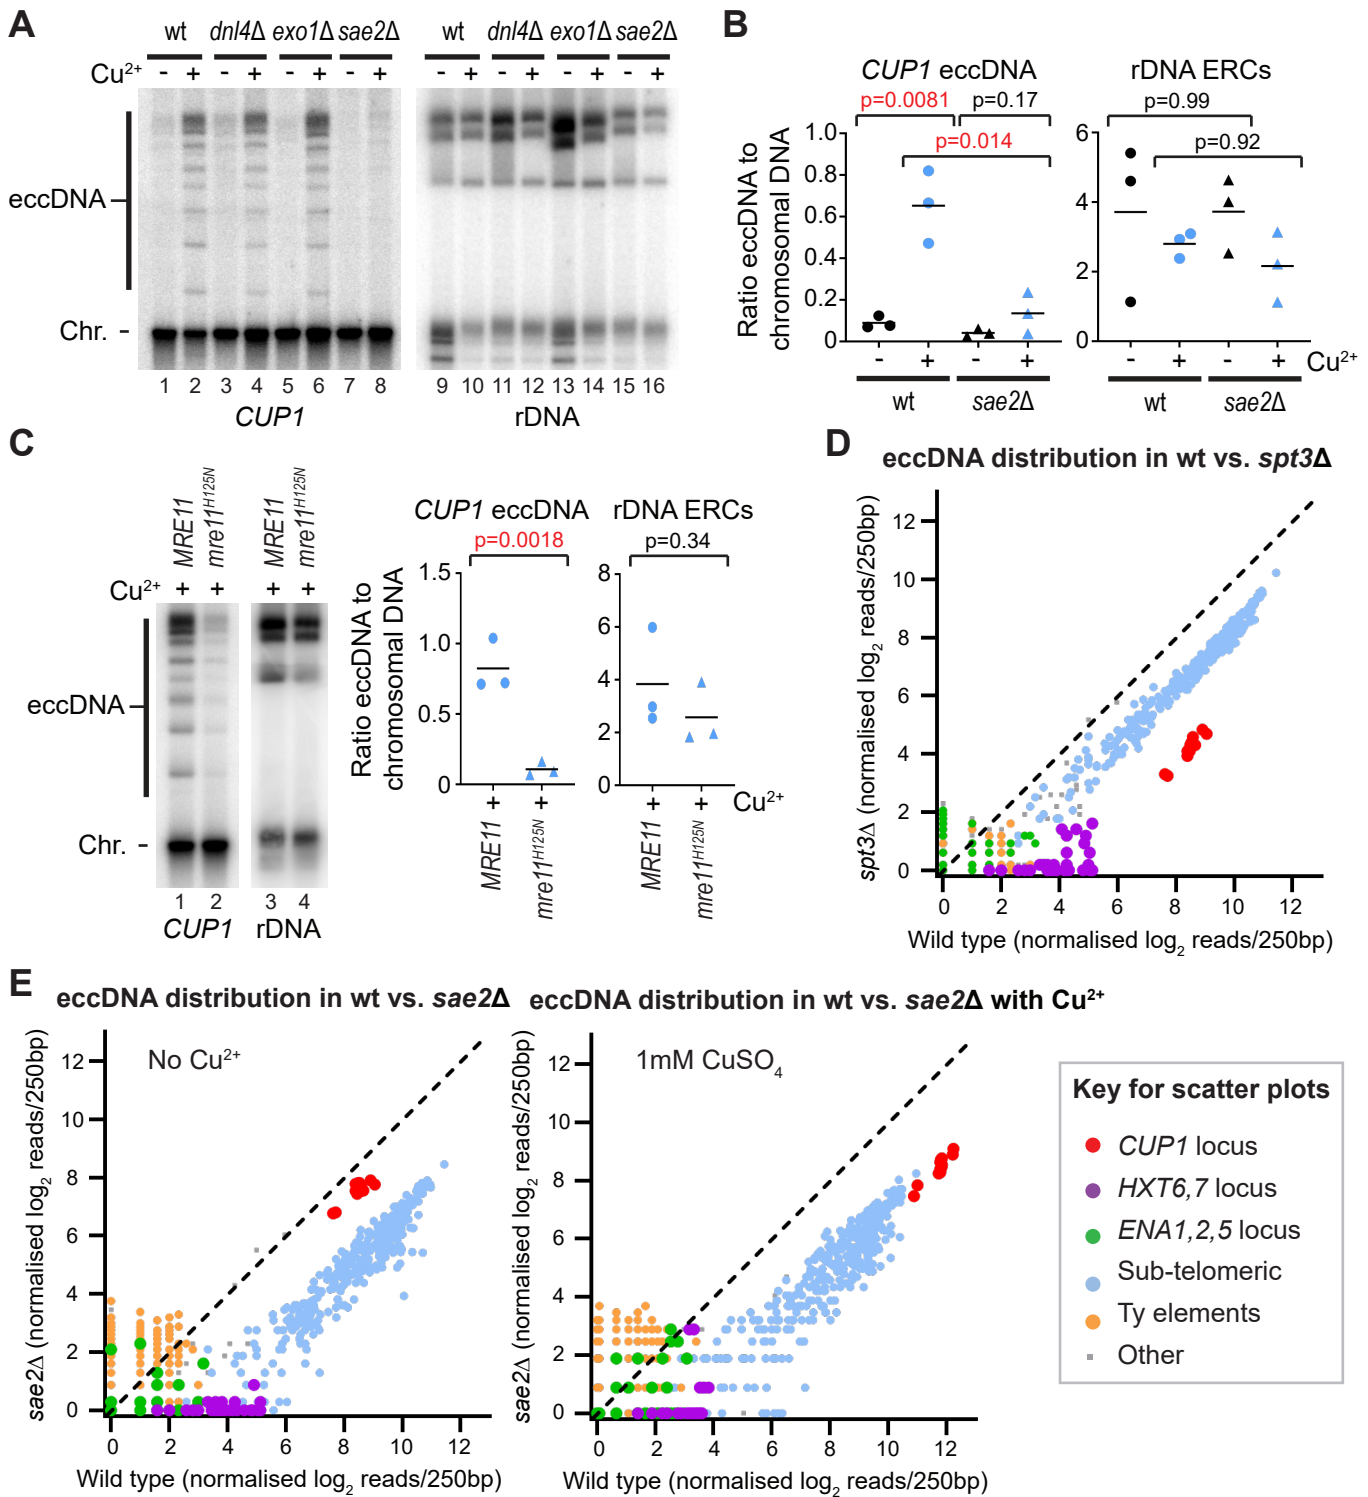 A
wt dnl4Δ exo1Δ sae2Δ wt dnl4Δ exo1Δ sae2Δ
Cu²⁺ - + - + - + - + - + - + - + - +
eccDNA
Chr. -
1 2 3 4 5 6 7 8 9 10 11 12 13 14 15 16
CUP1 rDNA
B
CUP1 eccDNA rDNA ERCs
p=0.0081 p=0.17 p=0.99
p=0.014 p=0.92
Ratio eccDNA to
chromosomal DNA
1.0
0.8
0.6
0.4
0.2
0
6
4
2
0
- + - + - + - + Cu²⁺
wt sae2Δ wt sae2Δ
C
MRE11 mre11ᴴ¹²⁵ᴺ MRE11 mre11ᴴ¹²⁵ᴺ
Cu²⁺ + + + +
eccDNA
Chr. -
1 2 3 4
CUP1 rDNA
CUP1 eccDNA rDNA ERCs
p=0.0018 p=0.34
Ratio eccDNA to
chromosomal DNA
1.5
1.0
0.5
0
8
6
4
2
0
+ + + + Cu²⁺
MRE11 mre11ᴴ¹²⁵ᴺ MRE11 mre11ᴴ¹²⁵ᴺ
D
eccDNA distribution in wt vs. spt3Δ
spt3Δ (normalised log₂ reads/250bp)
12
10
8
6
4
2
0
0 2 4 6 8 10 12
Wild type (normalised log₂ reads/250bp)
E
eccDNA distribution in wt vs. sae2Δ
No Cu²⁺
sae2Δ (normalised log₂ reads/250bp)
12
10
8
6
4
2
0
0 2 4 6 8 10 12
Wild type (normalised log₂ reads/250bp)
eccDNA distribution in wt vs. sae2Δ with Cu²⁺
1mM CuSO₄
sae2Δ (normalised log₂ reads/250bp)
12
10
8
6
4
2
0
0 2 4 6 8 10 12
Wild type (normalised log₂ reads/250bp)
Key for scatter plots
CUP1 locus
HXT6,7 locus
ENA1,2,5 locus
Sub-telomeric
Ty elements
Other